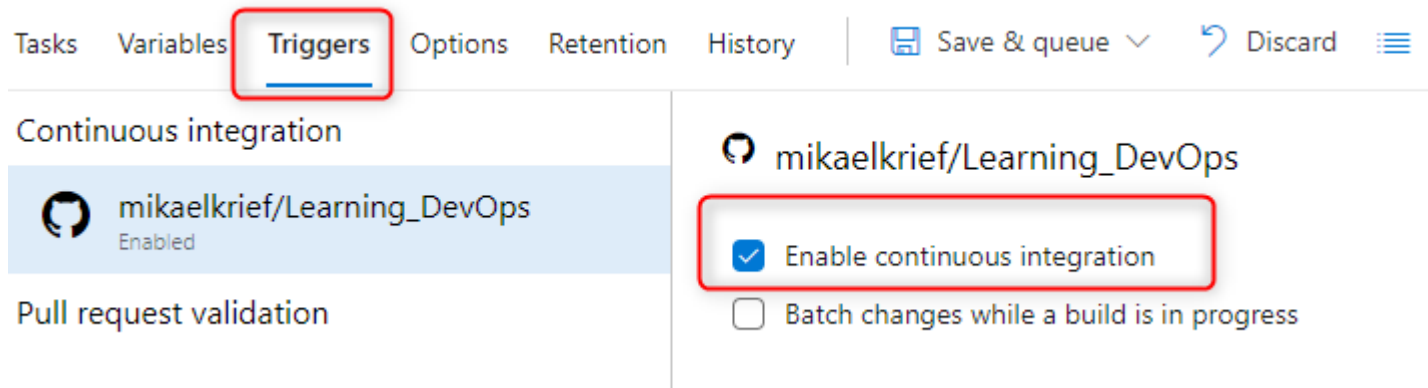 Tasks Variables Triggers Options Retention History Save & queue Discard
Continuous integration
mikaelkrief/Learning_DevOps
Enabled
Pull request validation
mikaelkrief/Learning_DevOps
Enable continuous integration
Batch changes while a build is in progress